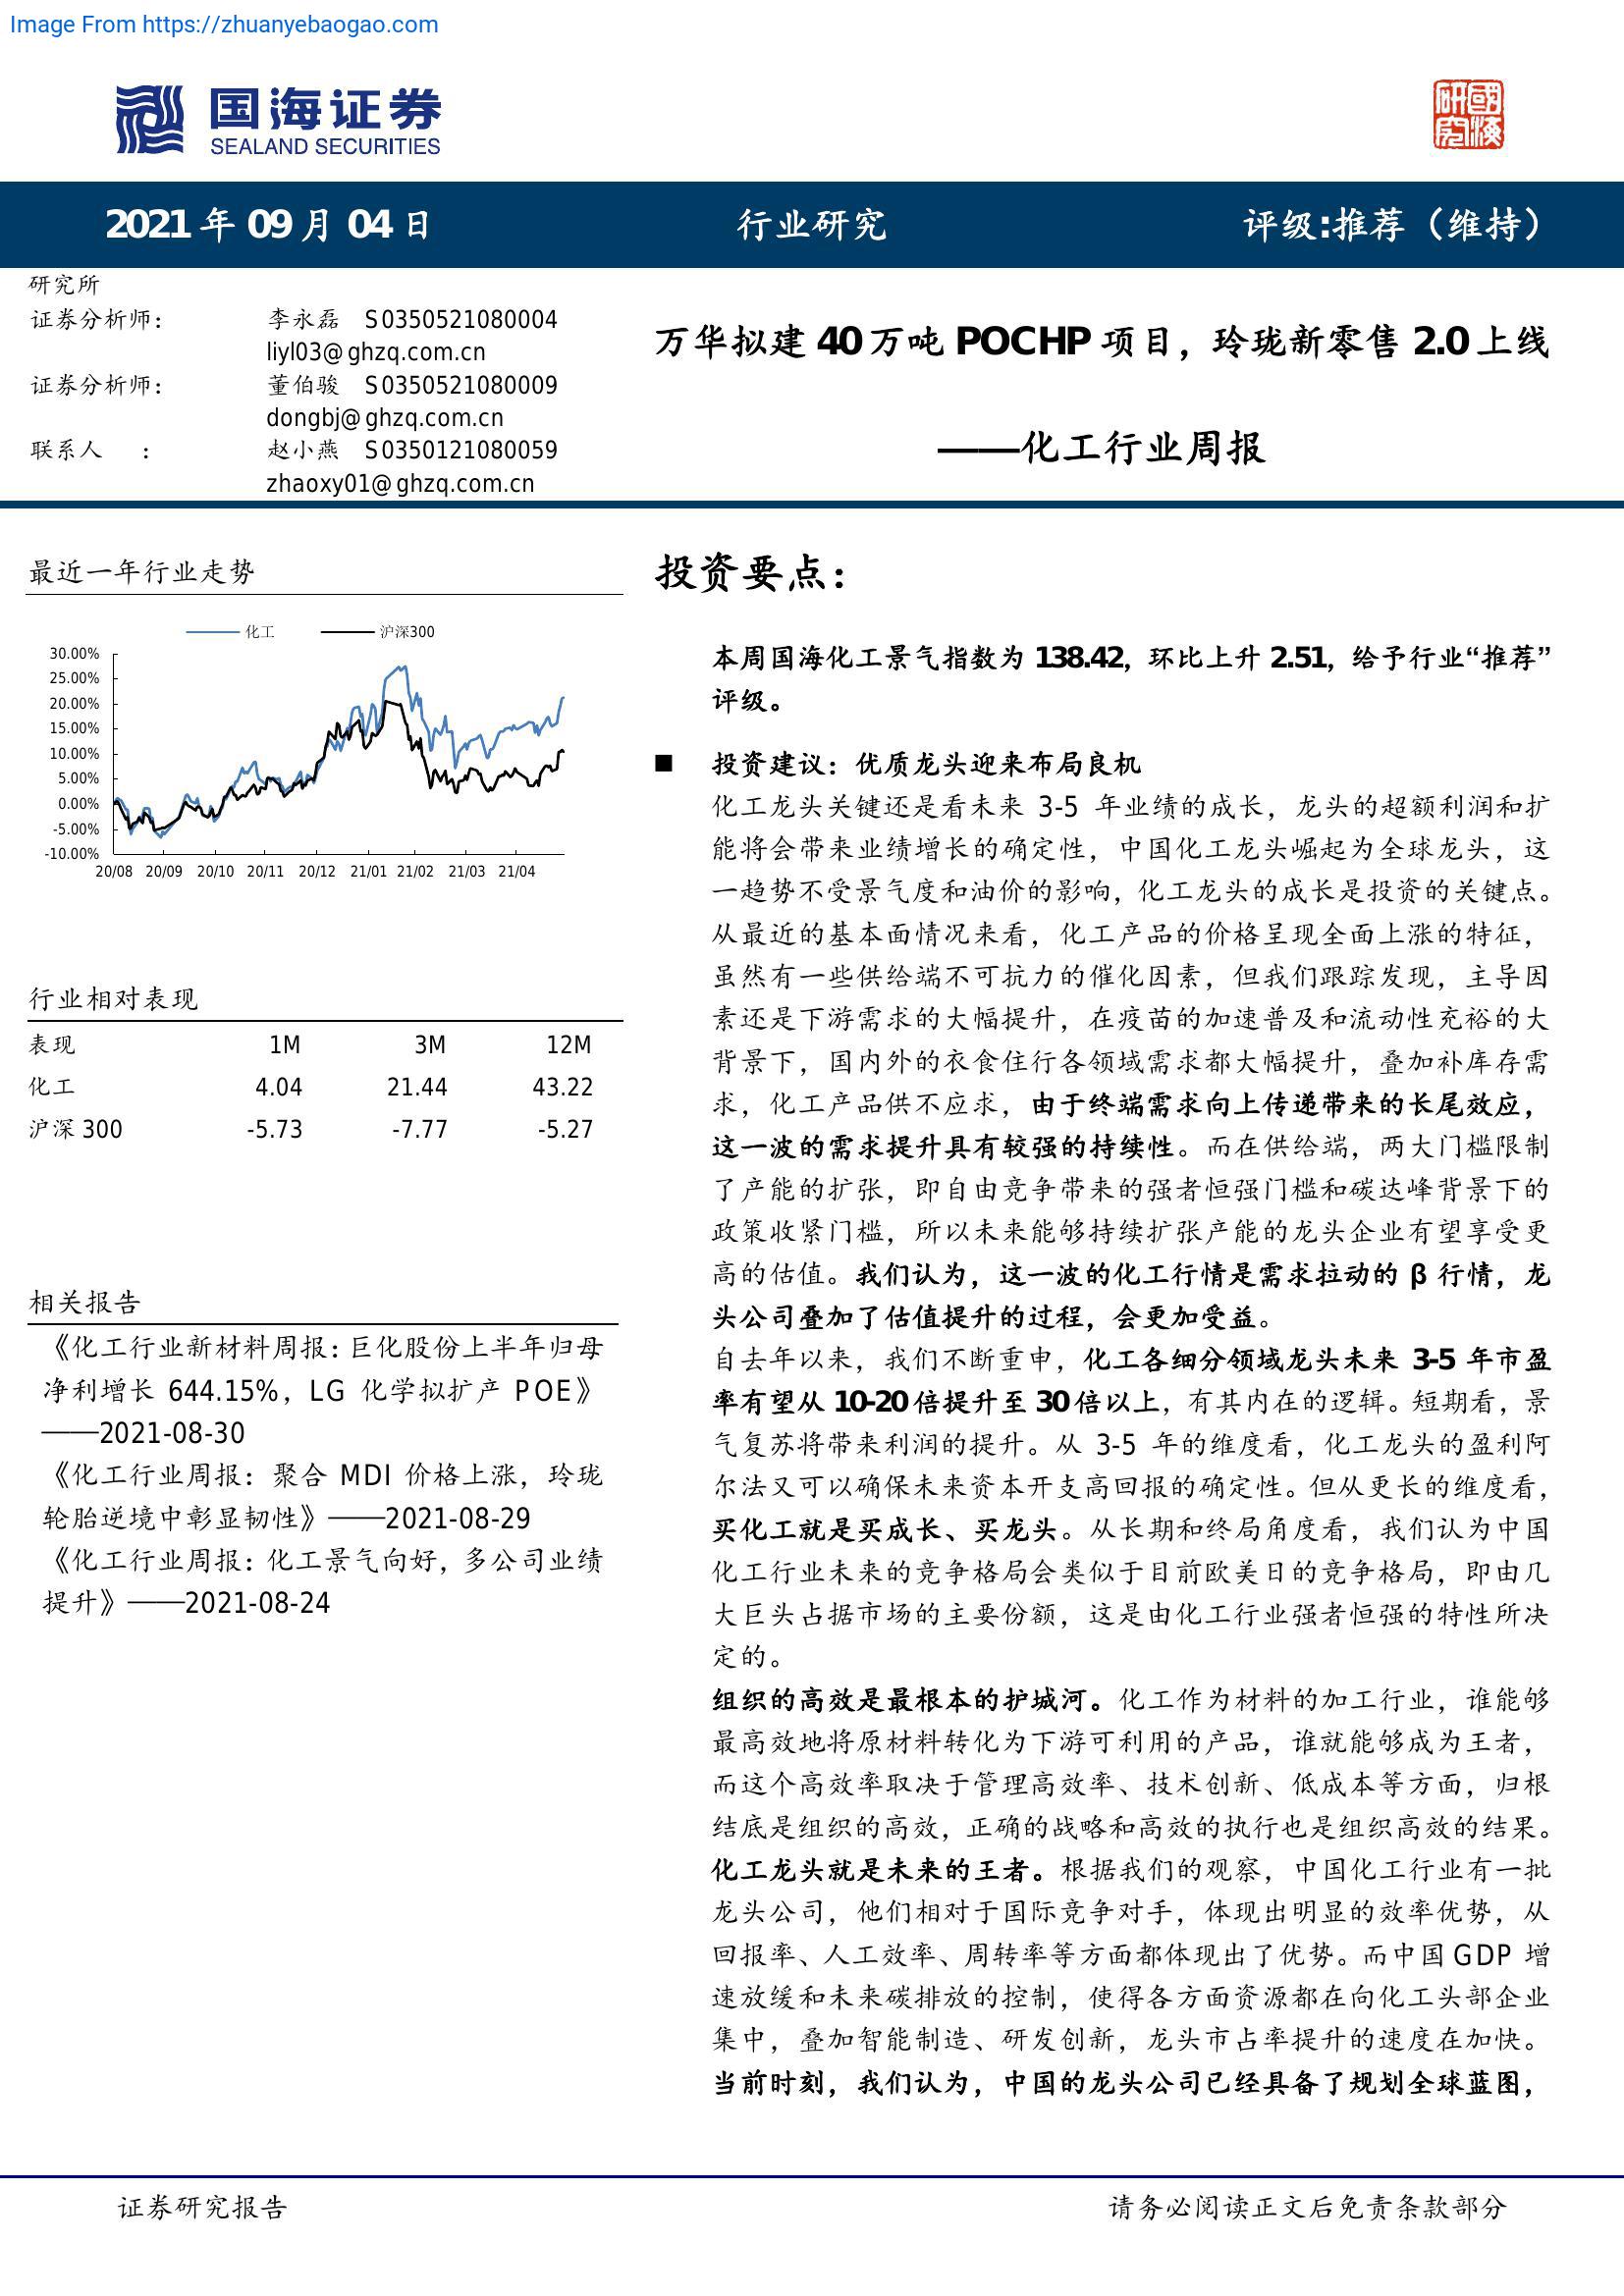 Image From https://zhuanyebaogao.com
国海证券
SEALAND SECURITIES
國海研究
2021 年 09 月 04 日
行业研究
评级:推荐（维持）
研究所
证券分析师： 李永磊 S0350521080004
liyl03@ghzq.com.cn
证券分析师： 董伯骏 S0350521080009
dongbj@ghzq.com.cn
联系人 ： 赵小燕 S0350121080059
zhaoxy01@ghzq.com.cn
万华拟建 40 万吨 POCHP 项目，玲珑新零售 2.0 上线
——化工行业周报
最近一年行业走势
化工 沪深300
30.00%
25.00%
20.00%
15.00%
10.00%
5.00%
0.00%
-5.00%
-10.00%
20/08 20/09 20/10 20/11 20/12 21/01 21/02 21/03 21/04
行业相对表现
表现 1M 3M 12M
化工 4.04 21.44 43.22
沪深 300 -5.73 -7.77 -5.27
相关报告
《化工行业新材料周报：巨化股份上半年归母
净利增长 644.15%，LG 化学拟扩产 POE》
——2021-08-30
《化工行业周报：聚合 MDI 价格上涨，玲珑
轮胎逆境中彰显韧性》——2021-08-29
《化工行业周报：化工景气向好，多公司业绩
提升》——2021-08-24
投资要点：
本周国海化工景气指数为 138.42，环比上升 2.51，给予行业“推荐”
评级。
■ 投资建议：优质龙头迎来布局良机
化工龙头关键还是看未来 3-5 年业绩的成长，龙头的超额利润和扩
能将会带来业绩增长的确定性，中国化工龙头崛起为全球龙头，这
一趋势不受景气度和油价的影响，化工龙头的成长是投资的关键点。
从最近的基本面情况来看，化工产品的价格呈现全面上涨的特征，
虽然有一些供给端不可抗力的催化因素，但我们跟踪发现，主导因
素还是下游需求的大幅提升，在疫苗的加速普及和流动性充裕的大
背景下，国内外的衣食住行各领域需求都大幅提升，叠加补库存需
求，化工产品供不应求，由于终端需求向上传递带来的长尾效应，
这一波的需求提升具有较强的持续性。而在供给端，两大门槛限制
了产能的扩张，即自由竞争带来的强者恒强门槛和碳达峰背景下的
政策收紧门槛，所以未来能够持续扩张产能的龙头企业有望享受更
高的估值。我们认为，这一波的化工行情是需求拉动的 β 行情，龙
头公司叠加了估值提升的过程，会更加受益。
自去年以来，我们不断重申，化工各细分领域龙头未来 3-5 年市盈
率有望从 10-20 倍提升至 30 倍以上，有其内在的逻辑。短期看，景
气复苏将带来利润的提升。从 3-5 年的维度看，化工龙头的盈利阿
尔法又可以确保未来资本开支高回报的确定性。但从更长的维度看，
买化工就是买成长、买龙头。从长期和终局角度看，我们认为中国
化工行业未来的竞争格局会类似于目前欧美日的竞争格局，即由几
大巨头占据市场的主要份额，这是由化工行业强者恒强的特性所决
定的。
组织的高效是最根本的护城河。化工作为材料的加工行业，谁能够
最高效地将原材料转化为下游可利用的产品，谁就能够成为王者，
而这个高效率取决于管理高效率、技术创新、低成本等方面，归根
结底是组织的高效，正确的战略和高效的执行也是组织高效的结果。
化工龙头就是未来的王者。根据我们的观察，中国化工行业有一批
龙头公司，他们相对于国际竞争对手，体现出明显的效率优势，从
回报率、人工效率、周转率等方面都体现出了优势。而中国 GDP 增
速放缓和未来碳排放的控制，使得各方面资源都在向化工头部企业
集中，叠加智能制造、研发创新，龙头市占率提升的速度在加快。
当前时刻，我们认为，中国的龙头公司已经具备了规划全球蓝图，
证券研究报告
请务必阅读正文后免责条款部分